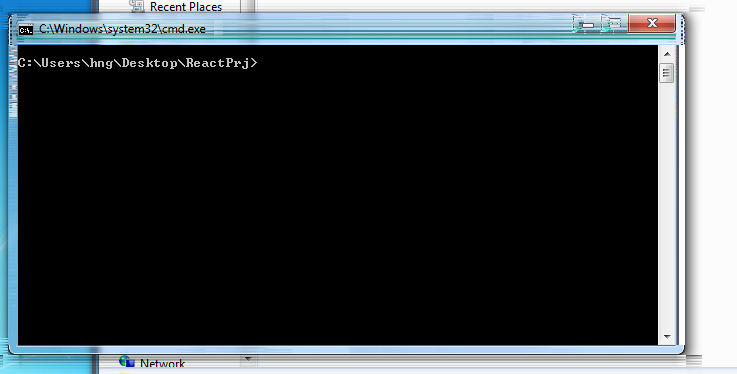 Recent Places
C:\Windows\system32\cmd.exe
C:\Users\hng\Desktop\ReactPrj>
Network